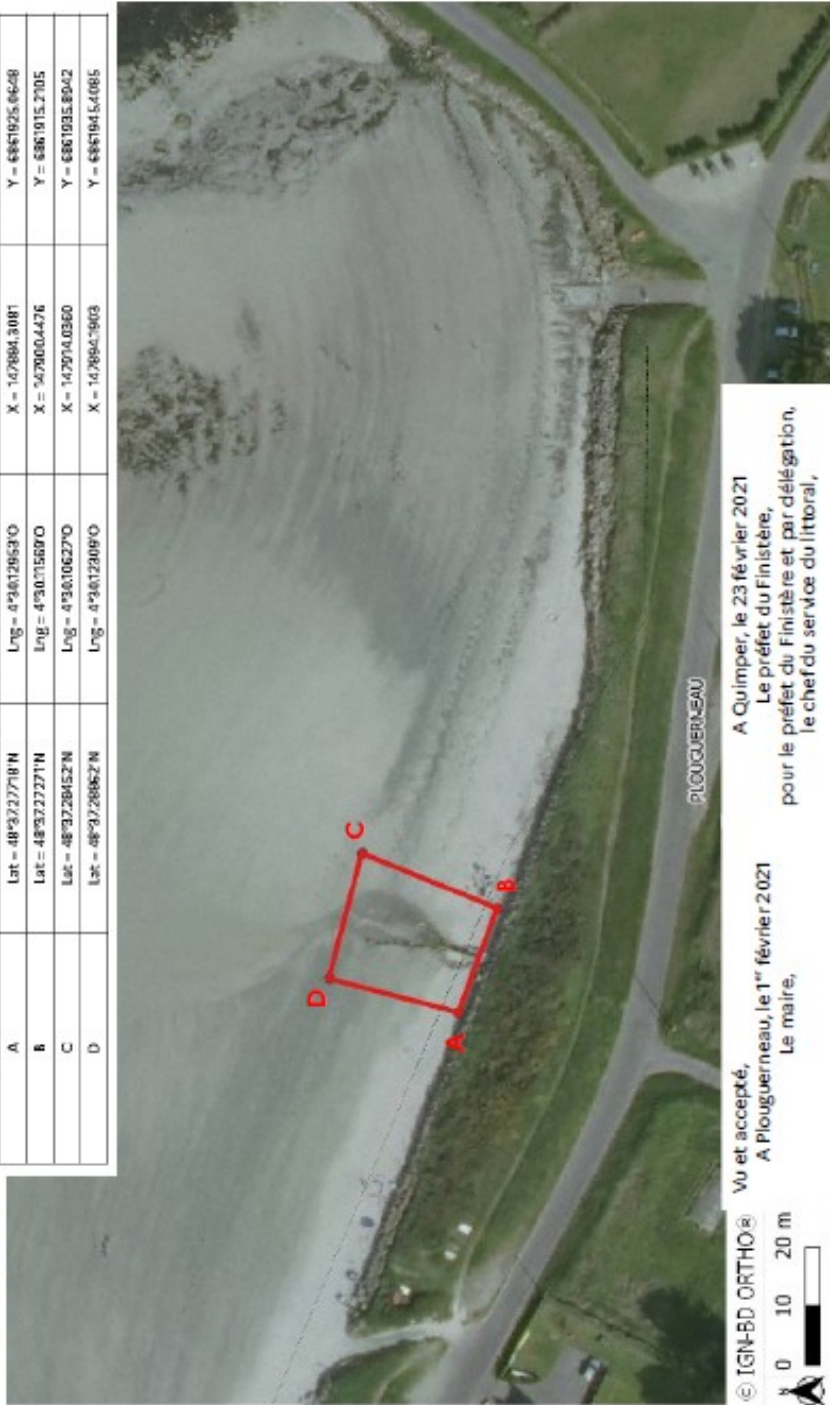 A Lat = 48°37.27718'N Lng = 4°30.12953'O X = 147884.3081 Y = 6861925.0648
B Lat = 48°37.27271'N Lng = 4°30.11569'O X = 147900.4476 Y = 6861915.2105
C Lat = 48°37.28452'N Lng = 4°30.10627'O X = 147914.0360 Y = 6861935.8942
D Lat = 48°37.28862'N Lng = 4°30.12309'O X = 147894.1903 Y = 6861945.4085
D
C
A
B
PLOUGUERNEAU
© IGN-BD ORTHO®
N
0 10 20 m
Vu et accepté,
A Plouguerneau, le 1er février 2021
Le maire,
A Quimper, le 23 février 2021
Le préfet du Finistère,
pour le préfet du Finistère et par délégation,
le chef du service du littoral,